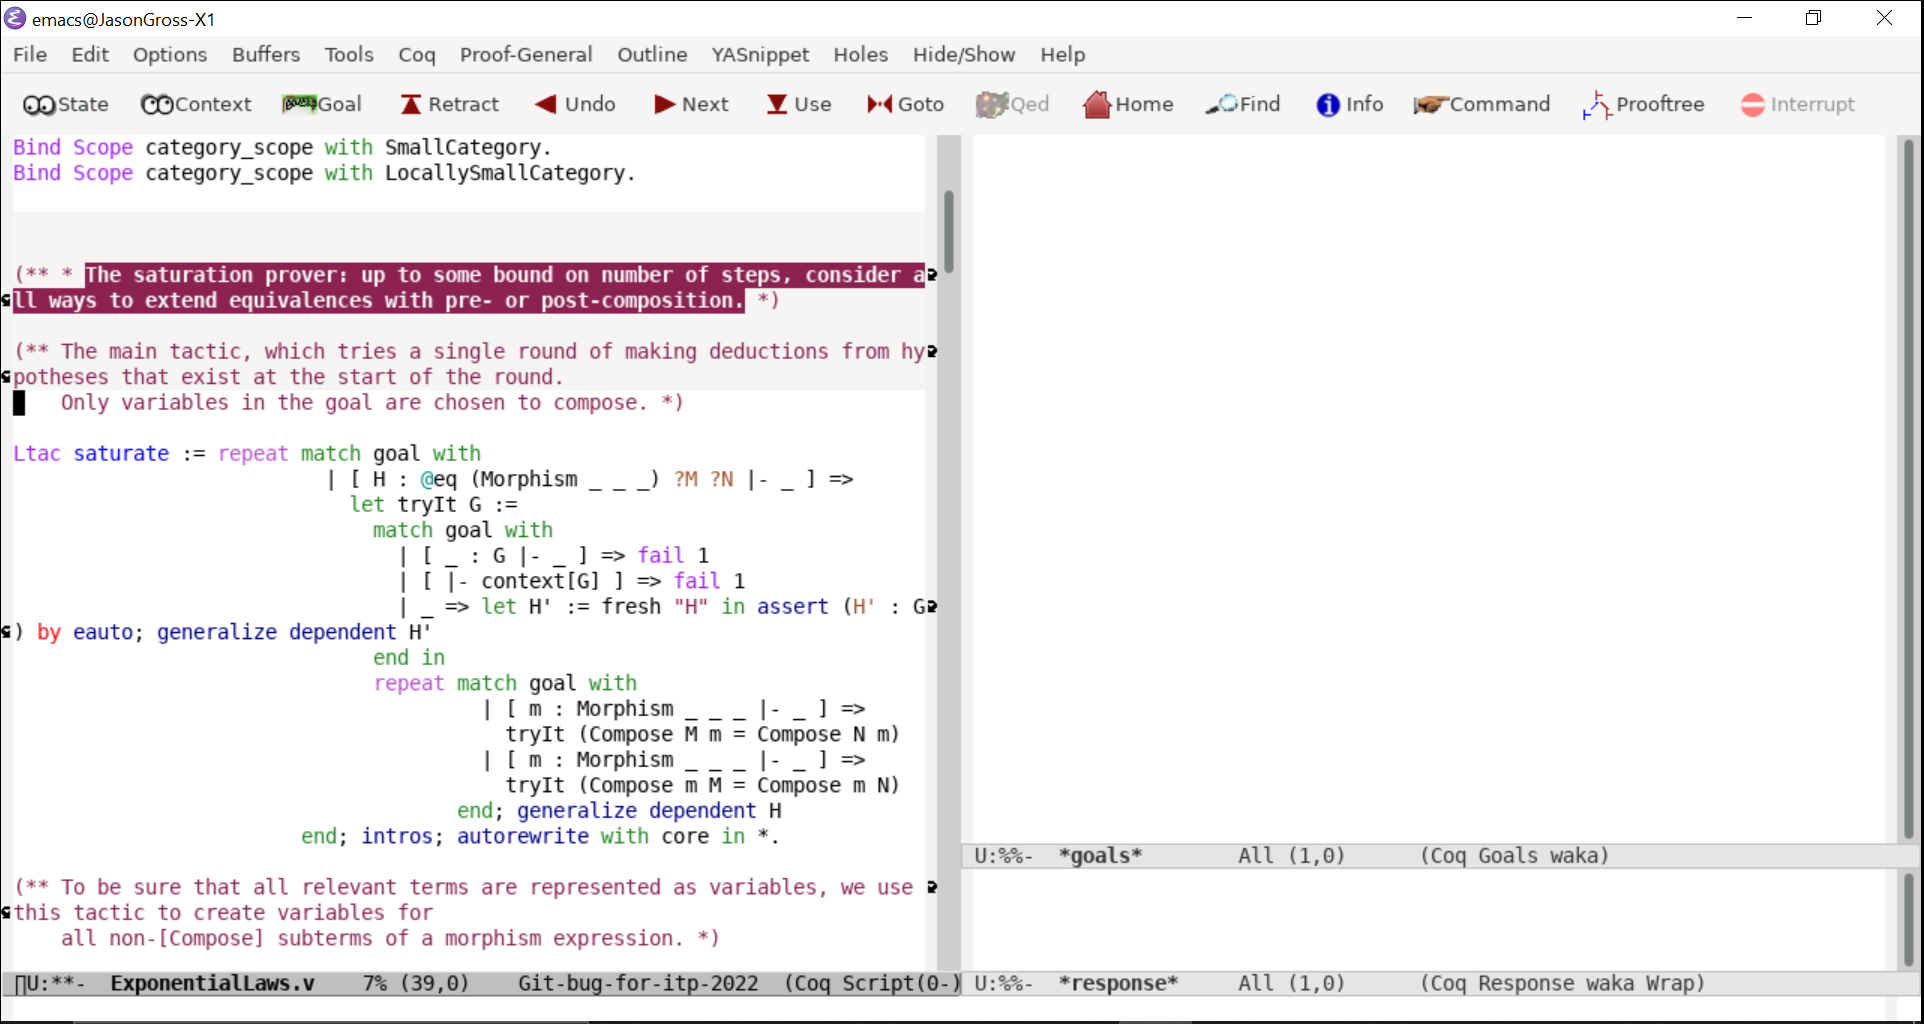 emacs@JasonGross-X1
File Edit Options Buffers Tools Coq Proof-General Outline YASnippet Holes Hide/Show Help
State Context Goal Retract Undo Next Use Goto Qed Home Find Info Command Prooftree Interrupt
Bind Scope category_scope with SmallCategory.
Bind Scope category_scope with LocallySmallCategory.
(** * The saturation prover: up to some bound on number of steps, consider a
ll ways to extend equivalences with pre- or post-composition. *)
(** The main tactic, which tries a single round of making deductions from hy
potheses that exist at the start of the round.
Only variables in the goal are chosen to compose. *)
Ltac saturate := repeat match goal with
| [ H : @eq (Morphism _ _ _) ?M ?N |- _ ] =>
let tryIt G :=
match goal with
| [ _ : G |- _ ] => fail 1
| [ |- context[G] ] => fail 1
| _ => let H' := fresh "H" in assert (H' : G
) by eauto; generalize dependent H'
end in
repeat match goal with
| [ m : Morphism _ _ _ |- _ ] =>
tryIt (Compose M m = Compose N m)
| [ m : Morphism _ _ _ |- _ ] =>
tryIt (Compose m M = Compose m N)
end; generalize dependent H
end; intros; autorewrite with core in *.
(** To be sure that all relevant terms are represented as variables, we use
this tactic to create variables for
all non-[Compose] subterms of a morphism expression. *)
U:**- ExponentialLaws.v 7% (39,0) Git-bug-for-itp-2022 (Coq Script(0-)
U:%%- *goals* All (1,0) (Coq Goals waka)
U:%%- *response* All (1,0) (Coq Response waka Wrap)